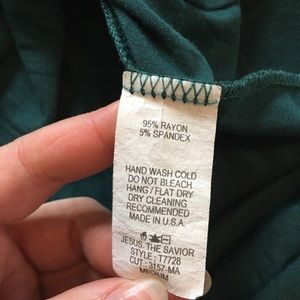 95% RAYON
5% SPANDEX
HAND WASH COLD
DO NOT BLEACH
HANG / FLAT DRY
DRY CLEANING
RECOMMENDED
MADE IN U.S.A.
JESUS, THE SAVIOR
STYLE ; T7728
CUT : 3157-MA
MEDIUM